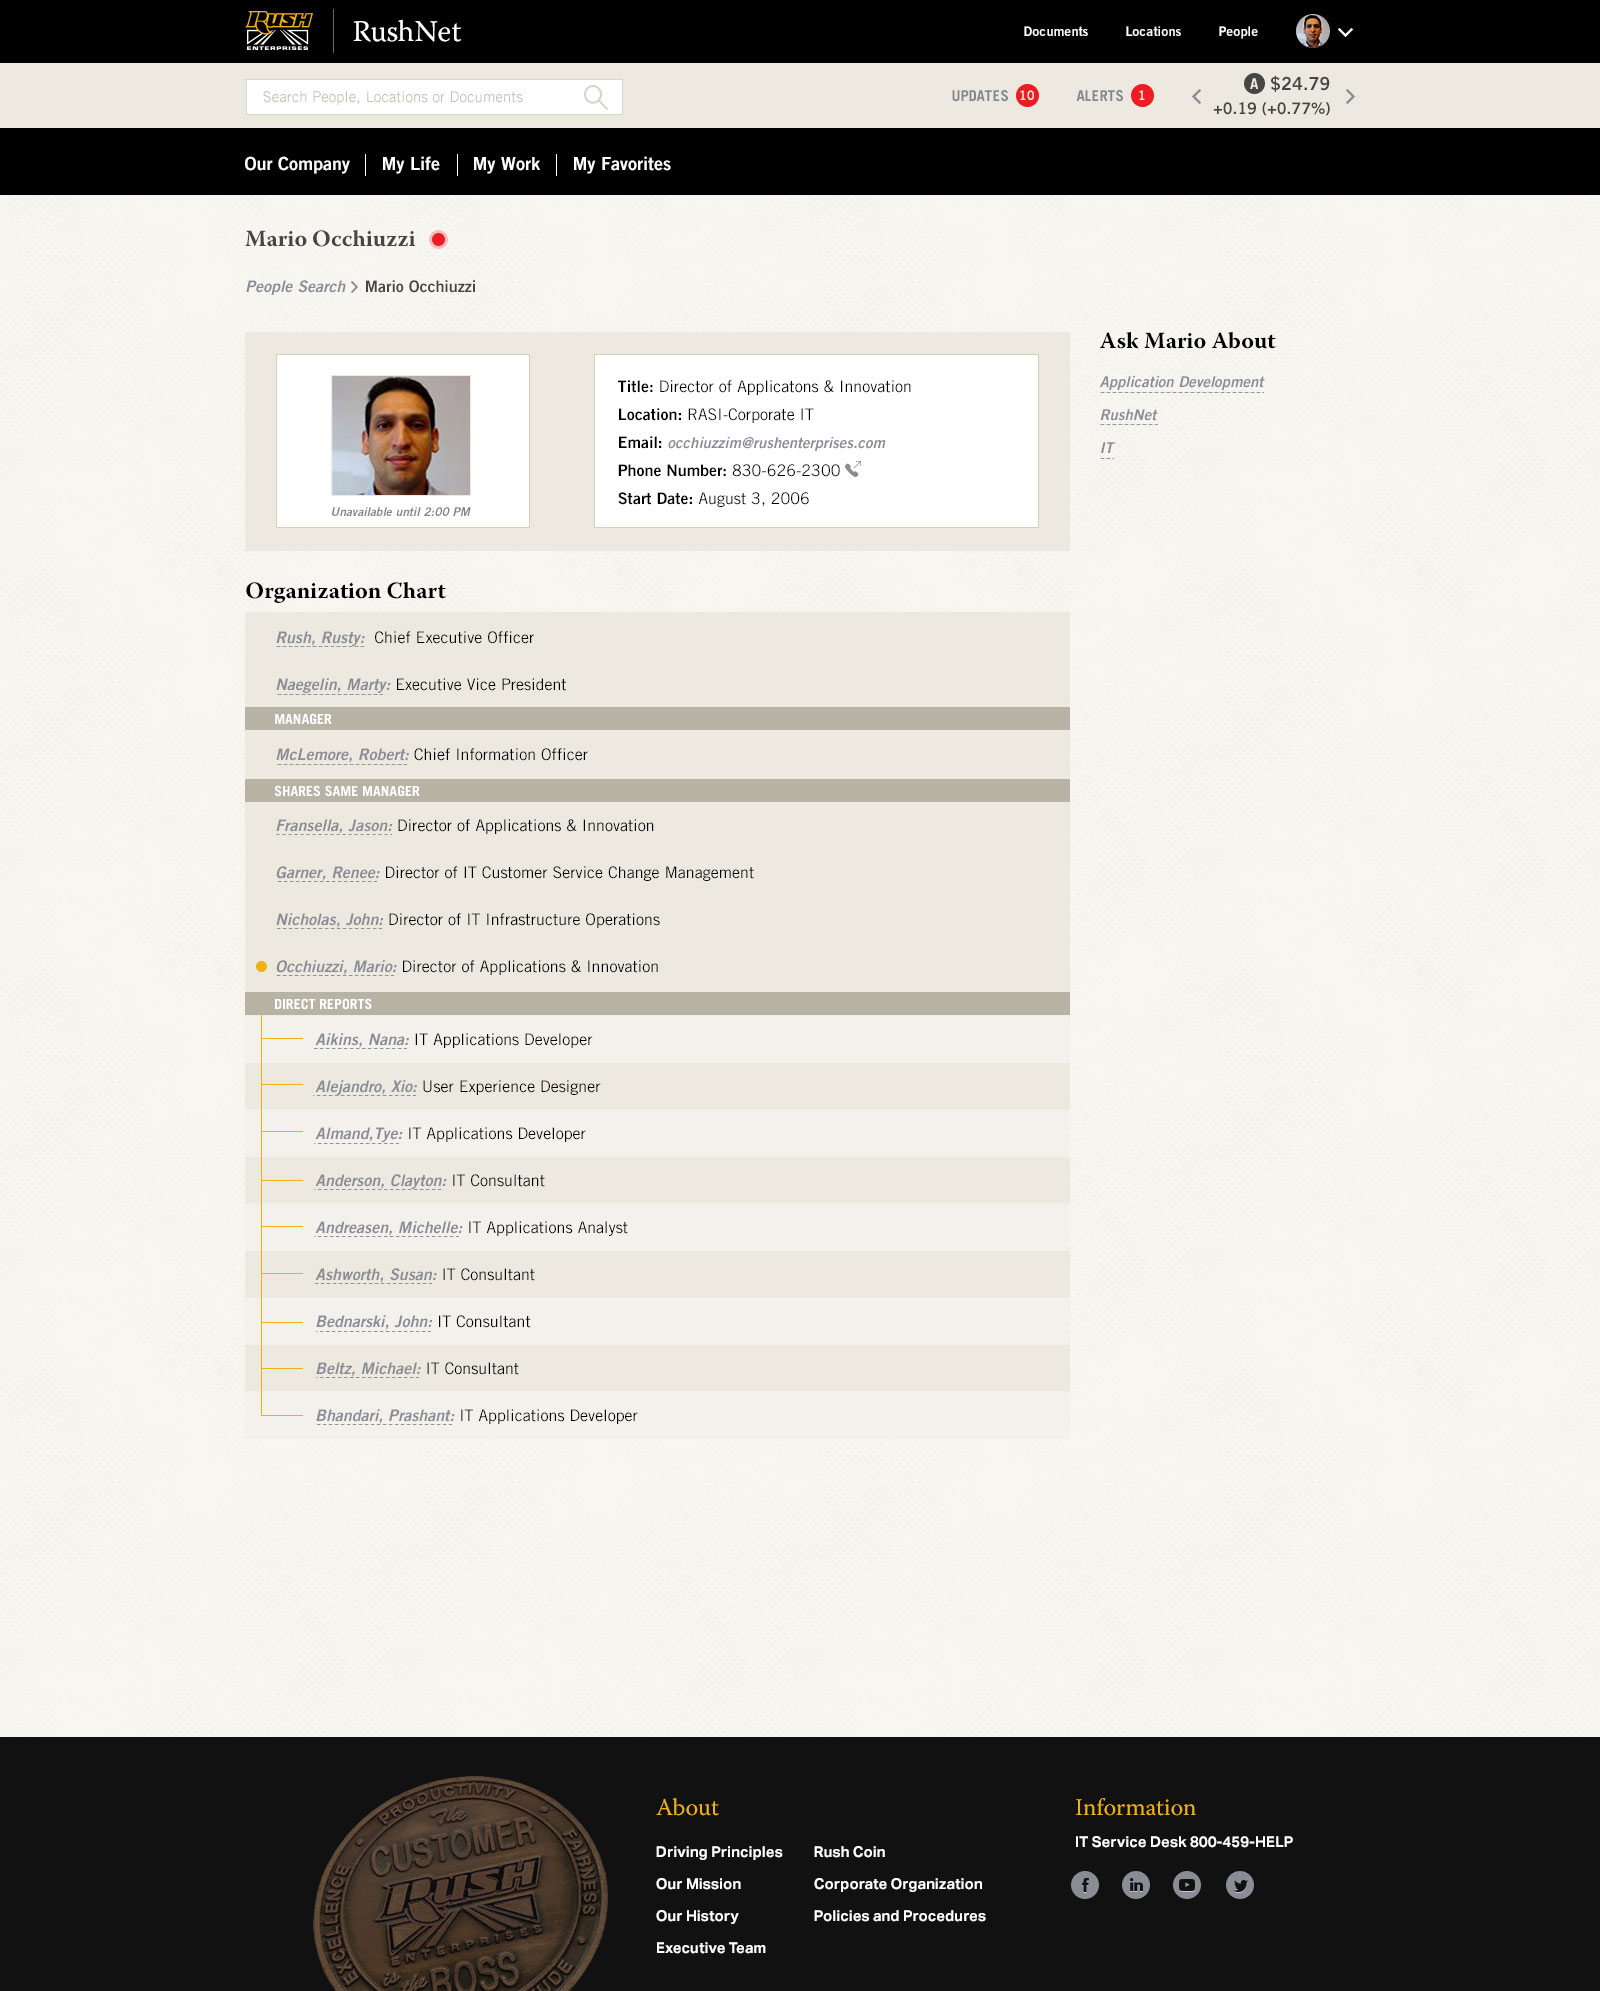 RUSH
ENTERPRISES
RushNet
Documents
Locations
People
Search People, Locations or Documents
UPDATES 10
ALERTS 1
A $24.79
+0.19 (+0.77%)
Our Company
My Life
My Work
My Favorites
Mario Occhiuzzi
People Search > Mario Occhiuzzi
Unavailable until 2:00 PM
Title: Director of Applicatons & Innovation
Location: RASI-Corporate IT
Email: occhiuzzim@rushenterprises.com
Phone Number: 830-626-2300
Start Date: August 3, 2006
Ask Mario About
Application Development
RushNet
IT
Organization Chart
Rush, Rusty: Chief Executive Officer
Naegelin, Marty: Executive Vice President
MANAGER
McLemore, Robert: Chief Information Officer
SHARES SAME MANAGER
Fransella, Jason: Director of Applications & Innovation
Garner, Renee: Director of IT Customer Service Change Management
Nicholas, John: Director of IT Infrastructure Operations
Occhiuzzi, Mario: Director of Applications & Innovation
DIRECT REPORTS
Aikins, Nana: IT Applications Developer
Alejandro, Xio: User Experience Designer
Almand,Tye: IT Applications Developer
Anderson, Clayton: IT Consultant
Andreasen, Michelle: IT Applications Analyst
Ashworth, Susan: IT Consultant
Bednarski, John: IT Consultant
Beltz, Michael: IT Consultant
Bhandari, Prashant: IT Applications Developer
PRODUCTIVITY
FAIRNESS
EXCELLENCE
The
CUSTOMER
RUSH
ENTERPRISES
is the
BOSS
About
Driving Principles
Our Mission
Our History
Executive Team
Rush Coin
Corporate Organization
Policies and Procedures
Information
IT Service Desk 800-459-HELP